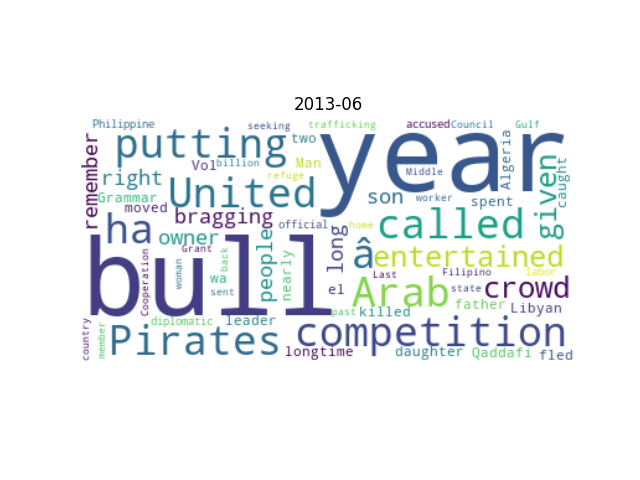 2013-06
Philippine seeking trafficking accused Council Gulf
remember putting two year Algeria given caught
Vol billion Man Middle
right United refuge son worker spent
Grammar moved bragging official home called
ha owner people long â entertained
bull Grant wa back nearly el Last Filipino labor
Cooperation woman sent Arab state crowd
past killed father Libyan
country member diplomatic leader
Pirates longtime competition
daughter Qaddafi fled